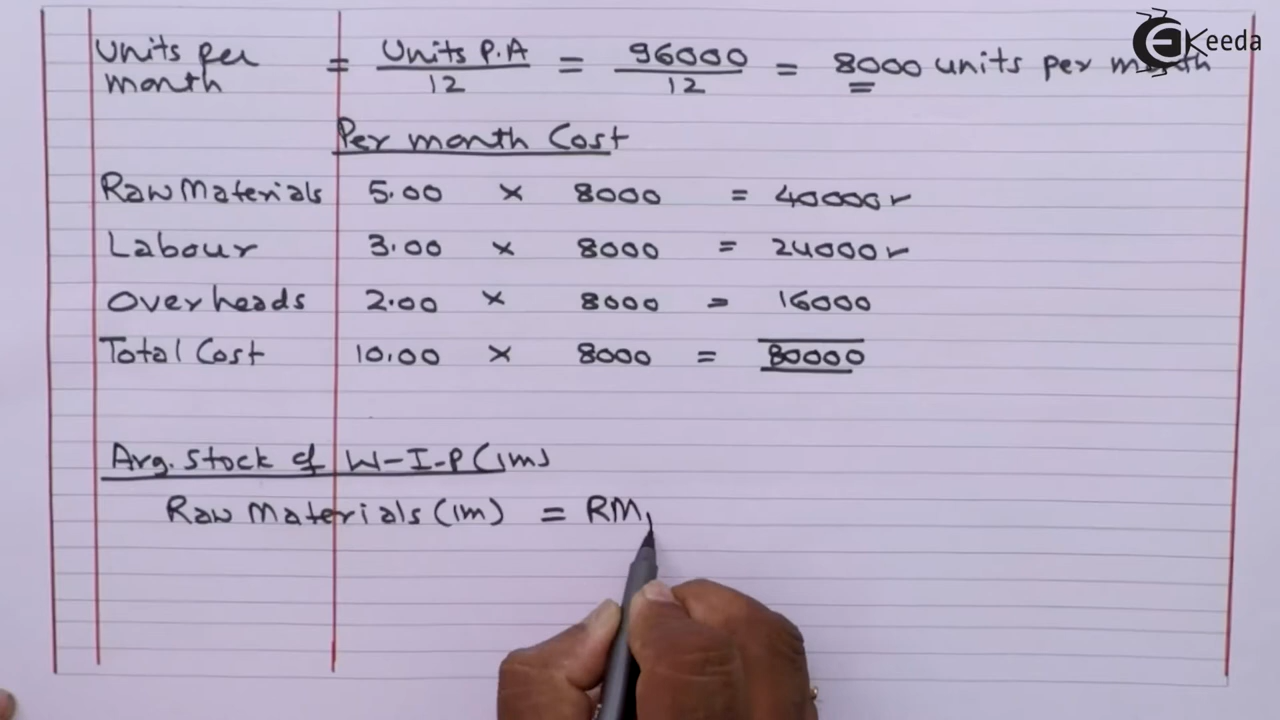 Units per month = Units P.A / 12 = 96000 / 12 = 8000 units per month
EKeeda
Per month Cost
Raw Materials 5.00 × 8000 = 40000
Labour 3.00 × 8000 = 24000
Overheads 2.00 × 8000 = 16000
Total Cost 10.00 × 8000 = 80000
Avg. Stock of W-I-P (1m)
Raw Materials (1m) = RM